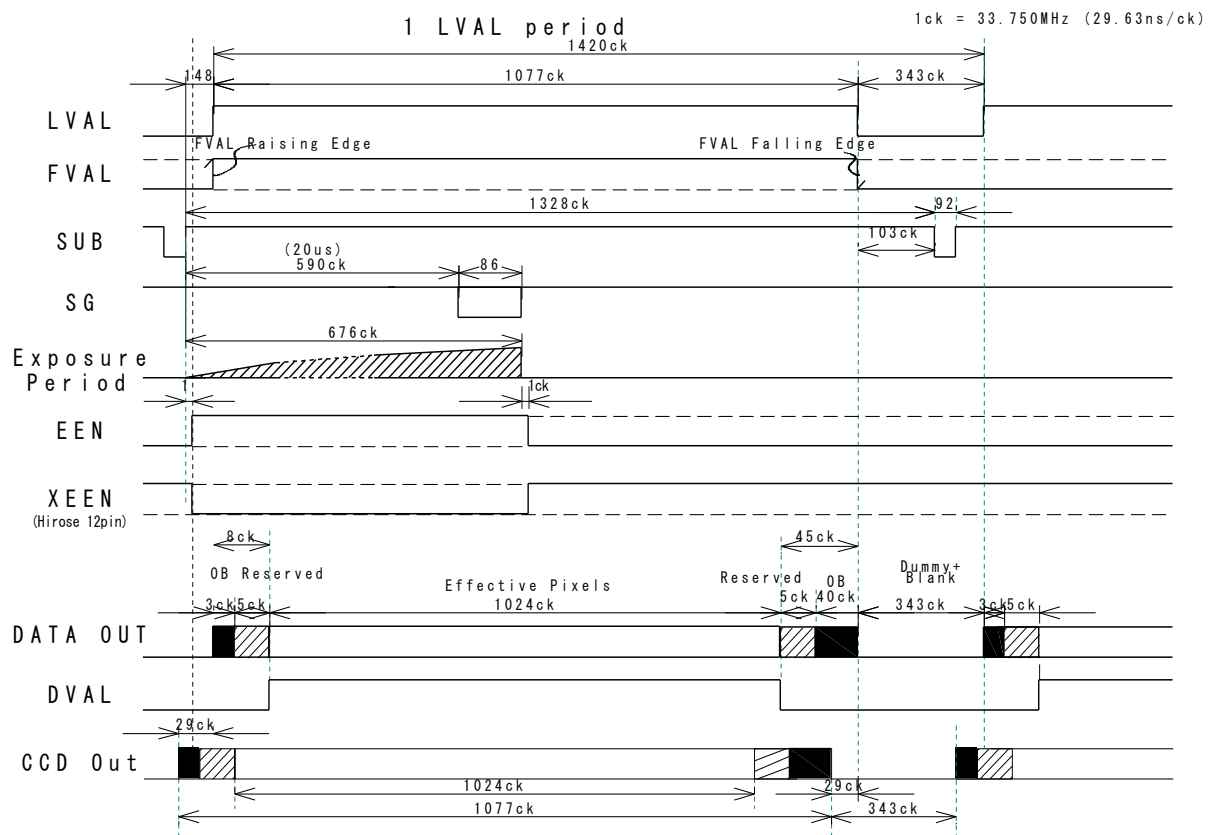 1 LVAL period
1ck = 33.750MHz (29.63ns/ck)
1420ck
148 1077ck 343ck
LVAL
FVAL Raising Edge FVAL Falling Edge
FVAL
1328ck 92
SUB 103ck
(20us)
590ck 86
SG
676ck
Exposure
Period
1 1ck
EEN
XEEN
(Hirose 12pin)
8ck 45ck
OB Reserved Effective Pixels Reserved OB Dummy+
Blank
3ck 5ck 1024ck 5ck 40ck 343ck 3ck 5ck
DATA OUT
DVAL
29ck
CCD Out
1024ck 29ck
1077ck 343ck